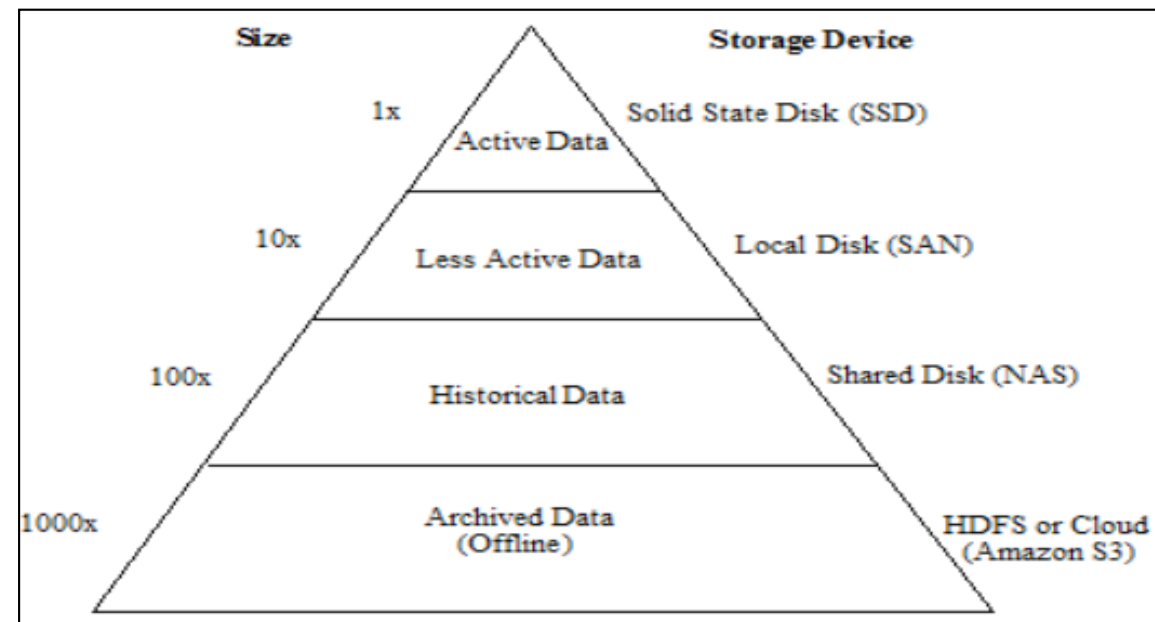 Size
Storage Device
1x
Solid State Disk (SSD)
Active Data
10x
Local Disk (SAN)
Less Active Data
100x
Shared Disk (NAS)
Historical Data
1000x
Archived Data
(Offline)
HDFS or Cloud
(Amazon S3)